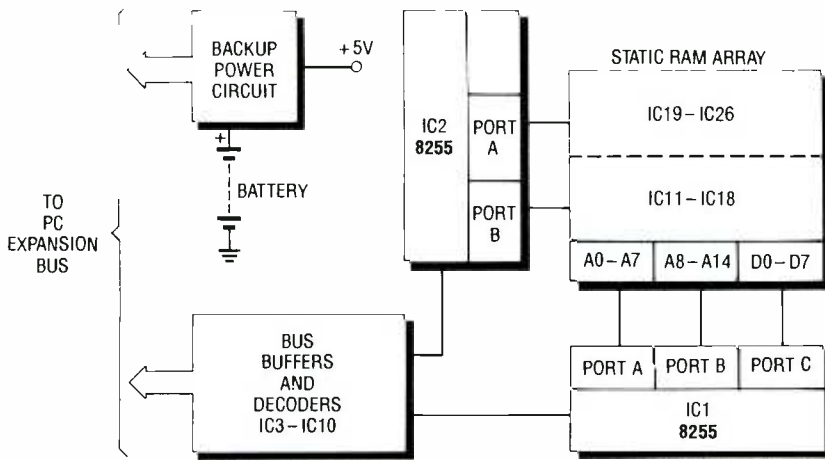 BACKUP
POWER
CIRCUIT
+5V
+
BATTERY
TO
PC
EXPANSION
BUS
BUS
BUFFERS
AND
DECODERS
IC3–IC10
IC2
8255
PORT
A
PORT
B
STATIC RAM ARRAY
IC19–IC26
IC11–IC18
A0–A7
A8–A14
D0–D7
PORT A
PORT B
PORT C
IC1
8255